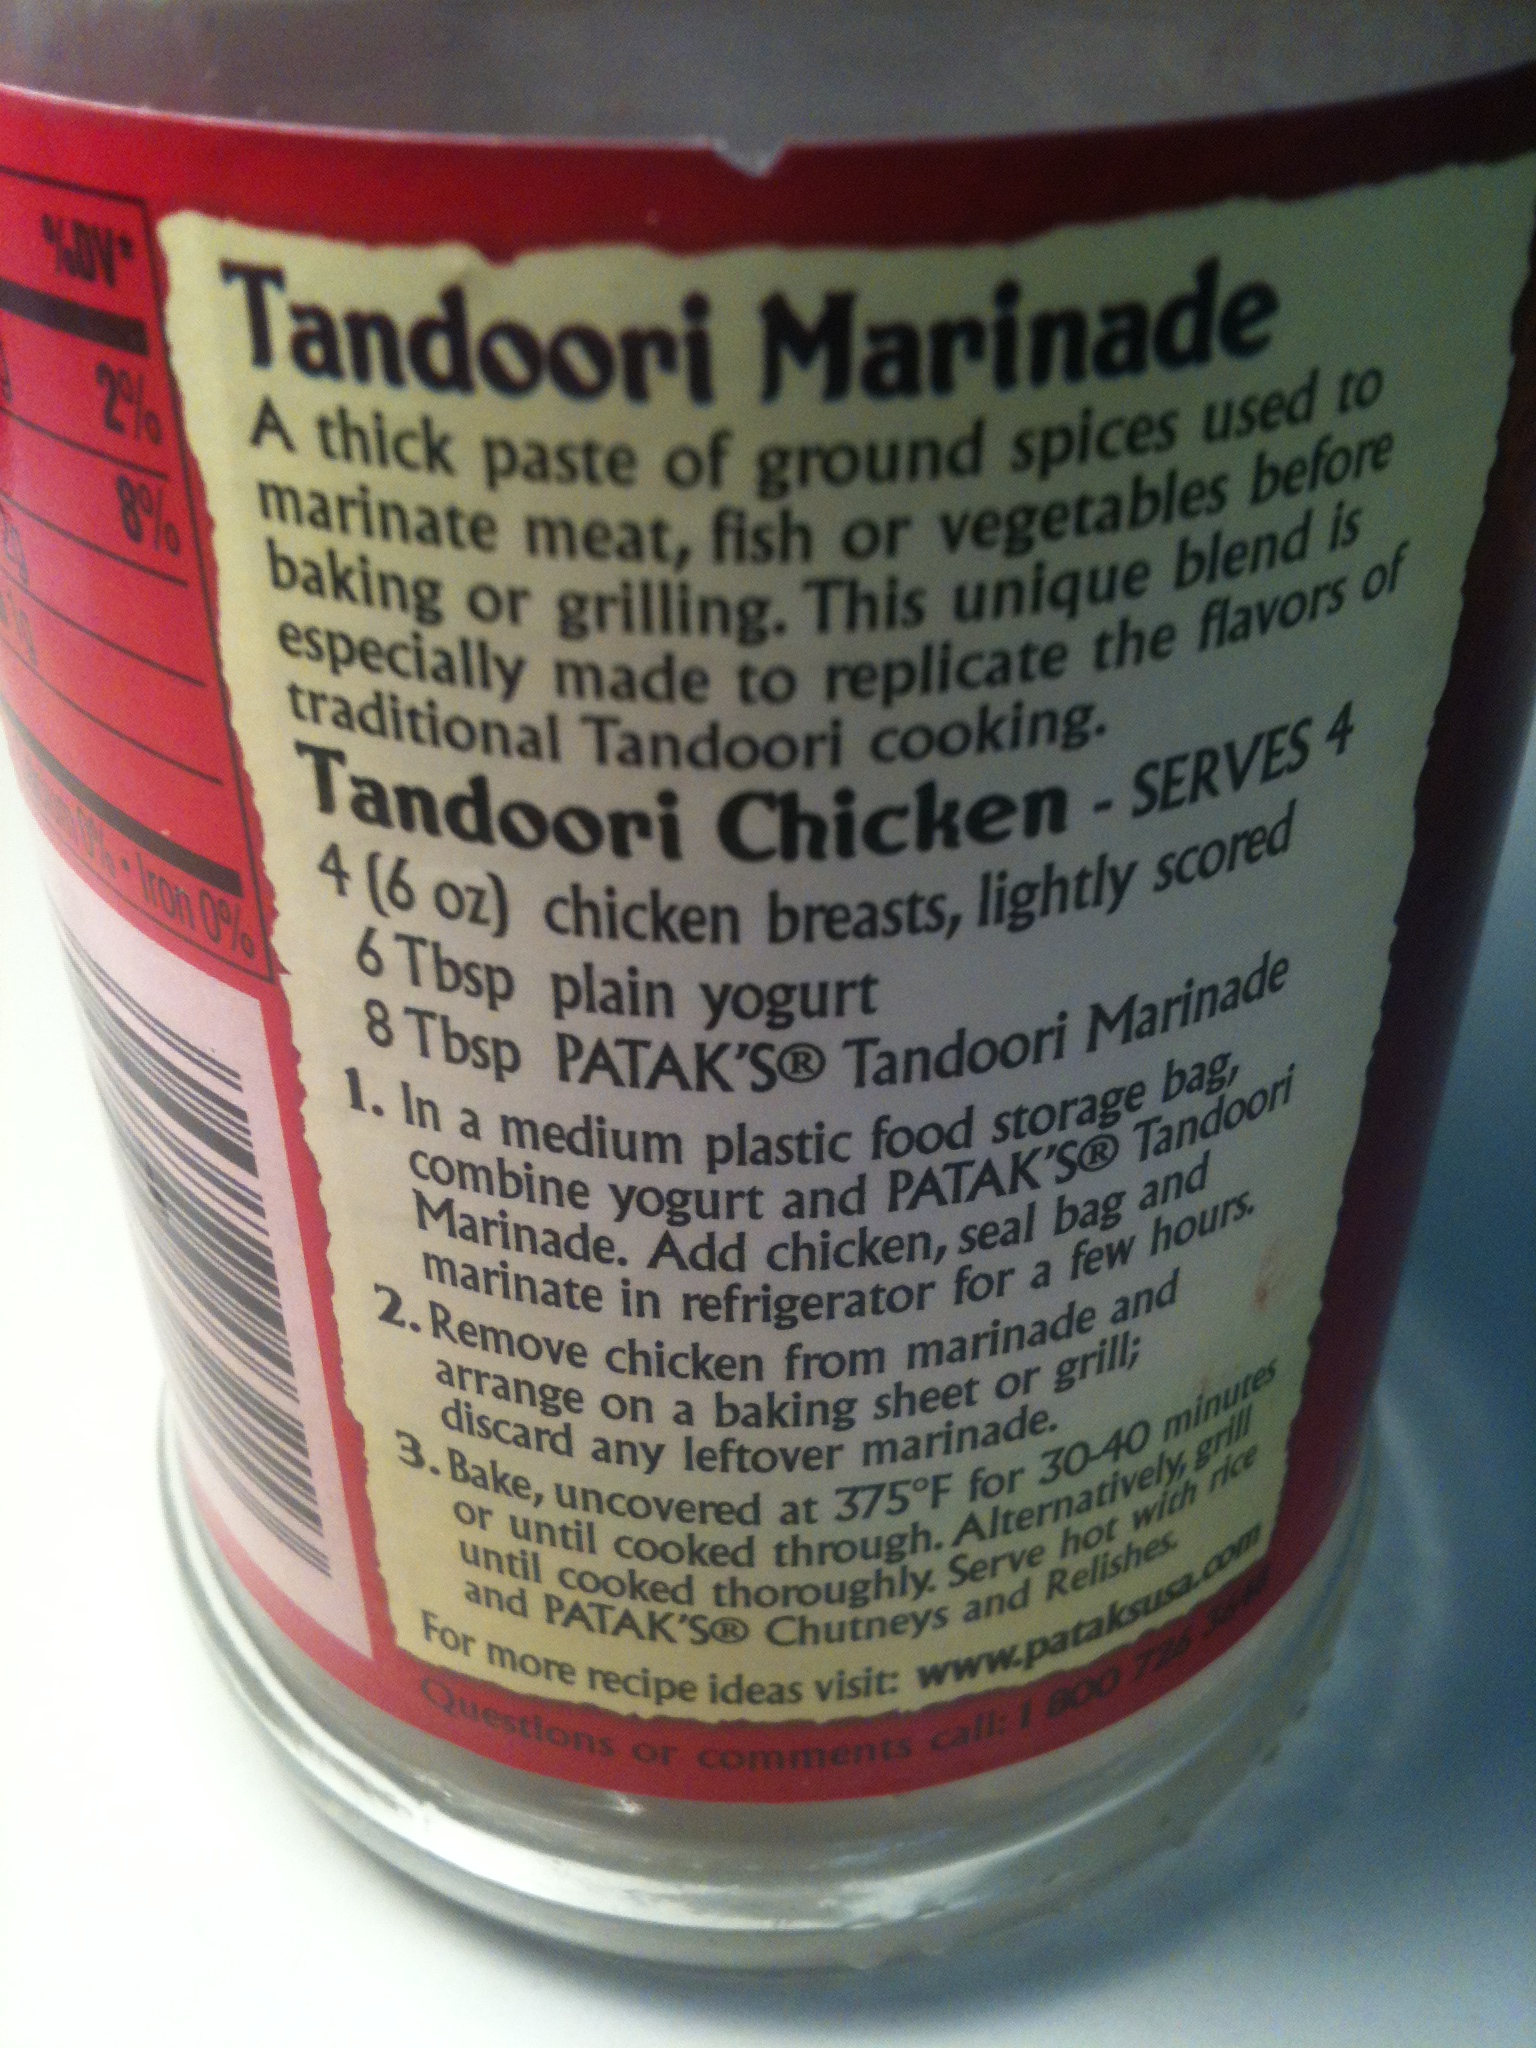 %DV*
2%
8%
0% • Iron 0%
Tandoori Marinade
A thick paste of ground spices used to
marinate meat, fish or vegetables before
baking or grilling. This unique blend is
especially made to replicate the flavors of
traditional Tandoori cooking.
Tandoori Chicken - SERVES 4
4 (6 oz) chicken breasts, lightly scored
6 Tbsp plain yogurt
8 Tbsp PATAK'S® Tandoori Marinade
1. In a medium plastic food storage bag,
combine yogurt and PATAK'S® Tandoori
Marinade. Add chicken, seal bag and
marinate in refrigerator for a few hours.
2. Remove chicken from marinade and
arrange on a baking sheet or grill;
discard any leftover marinade.
3. Bake, uncovered at 375°F for 30-40 minutes
or until cooked through. Alternatively, grill
until cooked thoroughly. Serve hot with rice
and PATAK'S® Chutneys and Relishes.
For more recipe ideas visit: www.pataksusa.com
Questions or comments call: 1 800 726